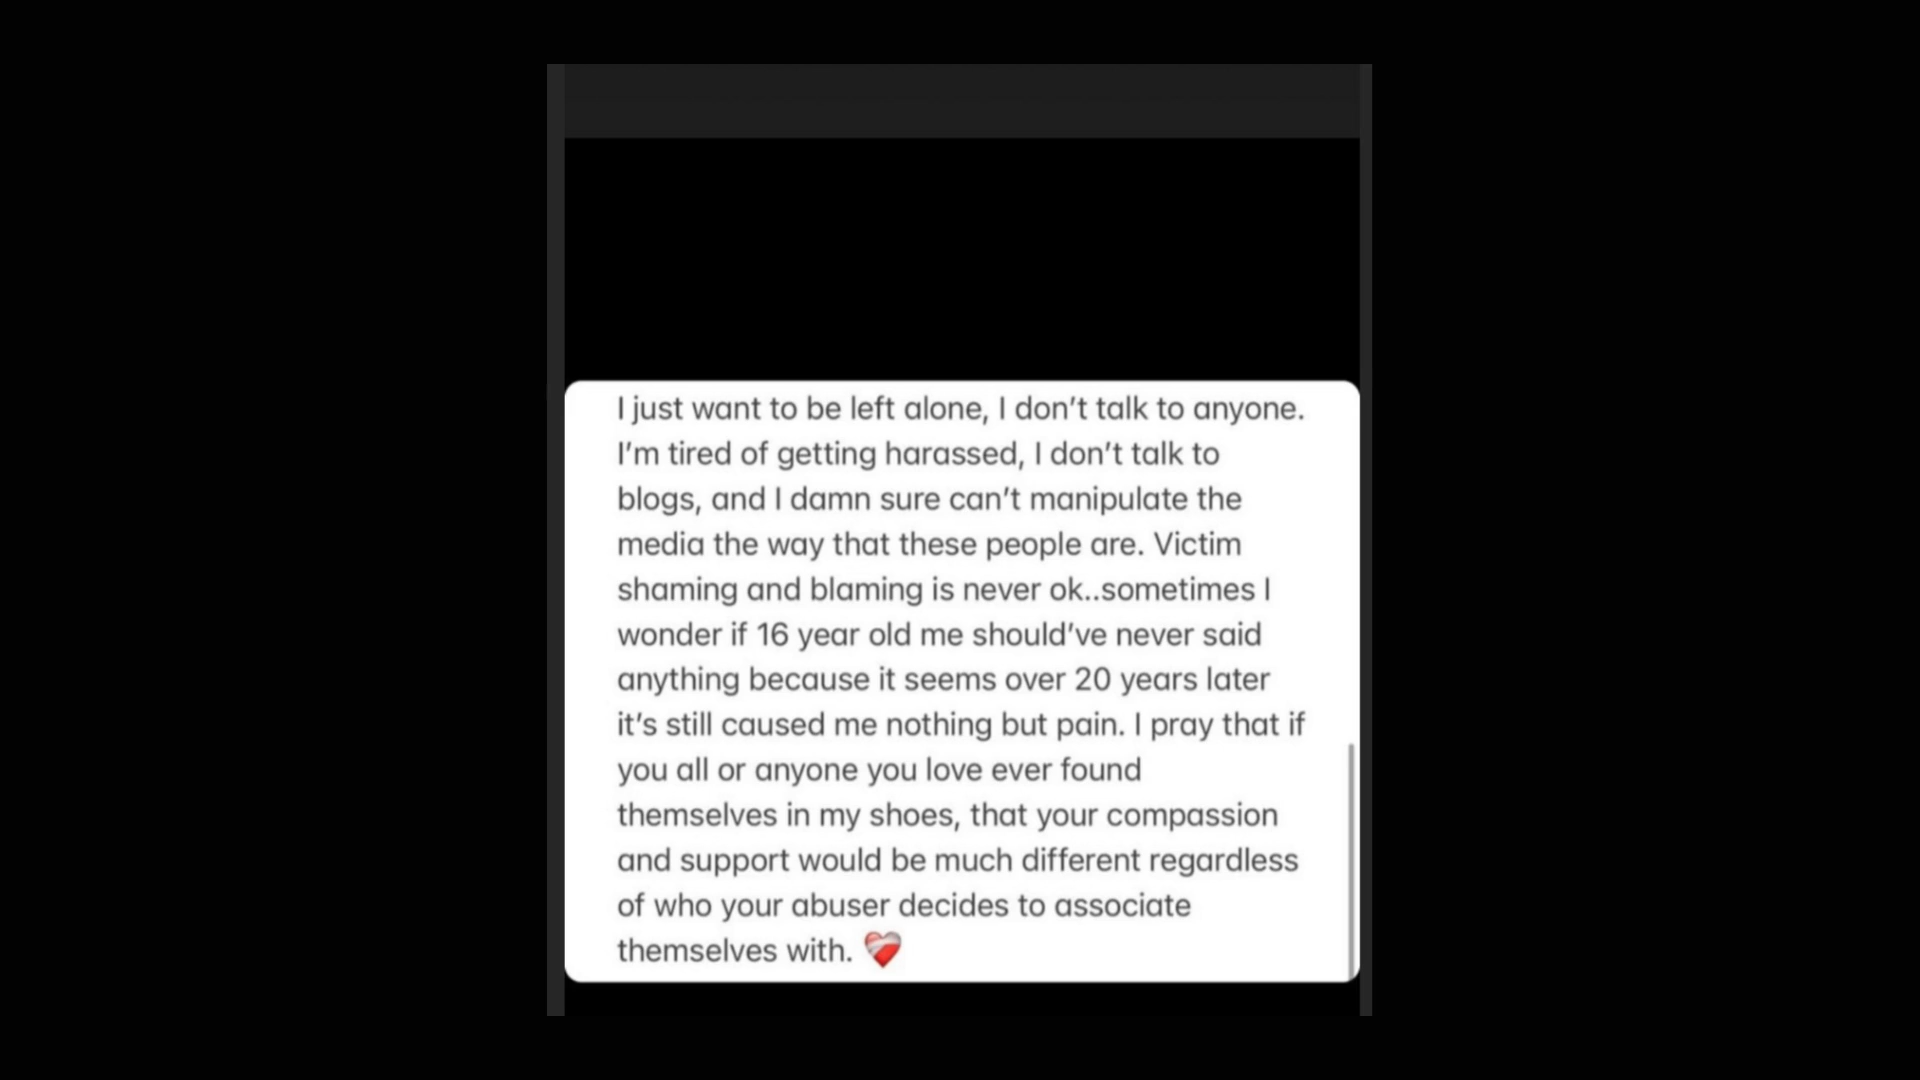 I just want to be left alone, I don’t talk to anyone.
I’m tired of getting harassed, I don’t talk to
blogs, and I damn sure can’t manipulate the
media the way that these people are. Victim
shaming and blaming is never ok..sometimes I
wonder if 16 year old me should’ve never said
anything because it seems over 20 years later
it’s still caused me nothing but pain. I pray that if
you all or anyone you love ever found
themselves in my shoes, that your compassion
and support would be much different regardless
of who your abuser decides to associate
themselves with. ❤️‍🩹